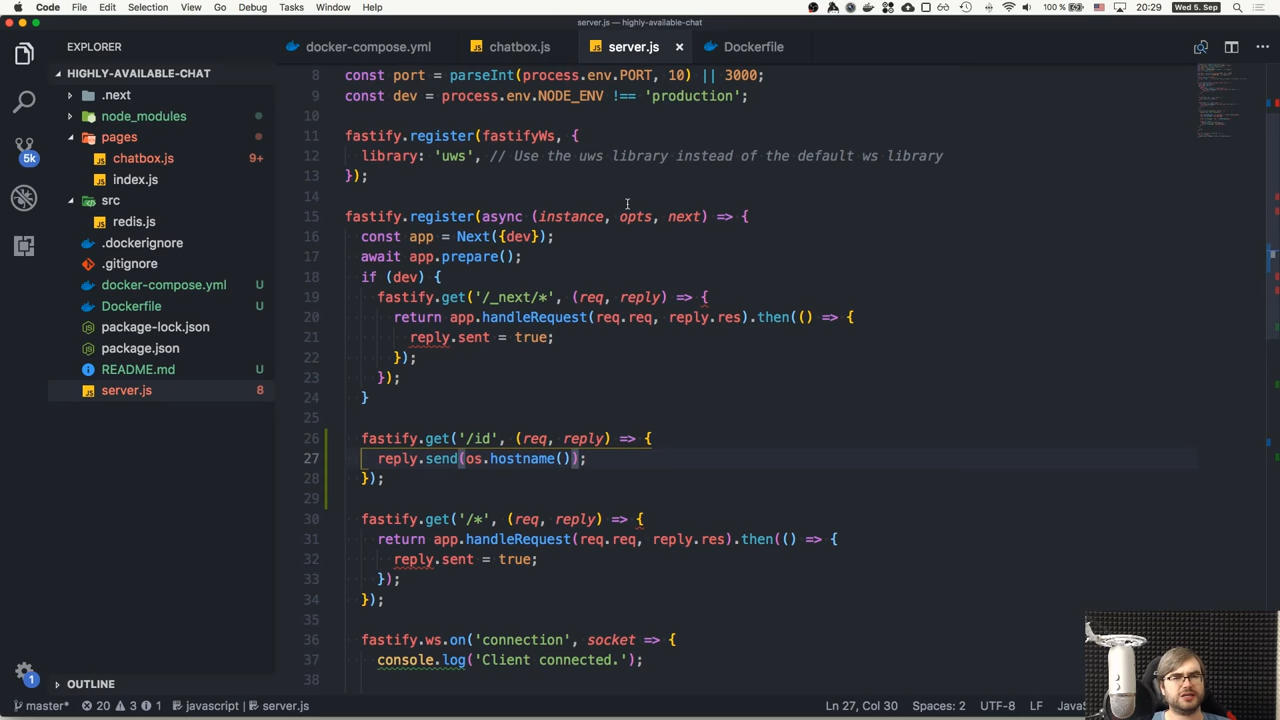 Code File Edit Selection View Go Debug Tasks Window Help 100 % 20:29 Wed 5. Sep
server.js — highly-available-chat
EXPLORER
HIGHLY-AVAILABLE-CHAT
.next
node_modules
pages
chatbox.js 9+
index.js
src
redis.js
.dockerignore
.gitignore
docker-compose.yml U
Dockerfile U
package-lock.json
package.json
README.md U
server.js 8
OUTLINE
5k
1
docker-compose.yml chatbox.js server.js × Dockerfile
8 const port = parseInt(process.env.PORT, 10) || 3000;
9 const dev = process.env.NODE_ENV !== 'production';
10
11 fastify.register(fastifyWs, {
12 library: 'uws', // Use the uws library instead of the default ws library
13 });
14
15 fastify.register(async (instance, opts, next) => {
16 const app = Next({dev});
17 await app.prepare();
18 if (dev) {
19 fastify.get('/_next/*', (req, reply) => {
20 return app.handleRequest(req.req, reply.res).then(() => {
21 reply.sent = true;
22 });
23 });
24 }
25
26 fastify.get('/id', (req, reply) => {
27 reply.send(os.hostname());
28 });
29
30 fastify.get('/*', (req, reply) => {
31 return app.handleRequest(req.req, reply.res).then(() => {
32 reply.sent = true;
33 });
34 });
35
36 fastify.ws.on('connection', socket => {
37 console.log('Client connected.');
38
master* 20 3 1 javascript server.js Ln 27, Col 30 Spaces: 2 UTF-8 LF